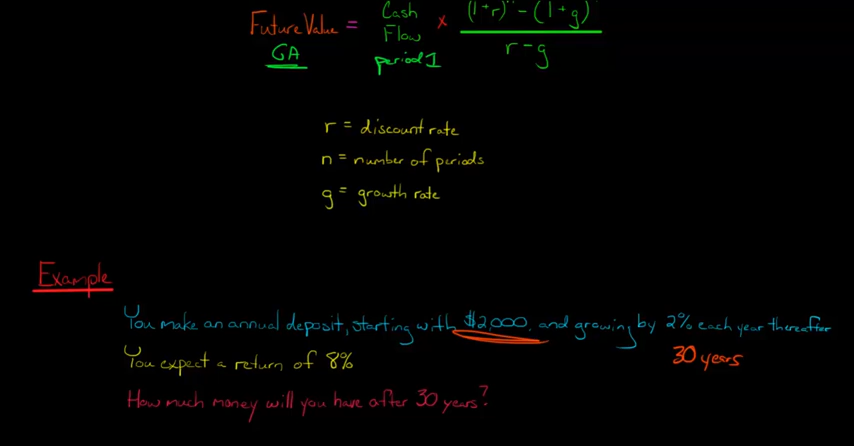 Future Value = Cash Flow period 1 × (1+r)ⁿ − (1+g)
r − g
GA
r = discount rate
n = number of periods
g = growth rate
Example
You make an annual deposit, starting with $2,000, and growing by 2% each year thereafter
30 years
You expect a return of 8%
How much money will you have after 30 years?